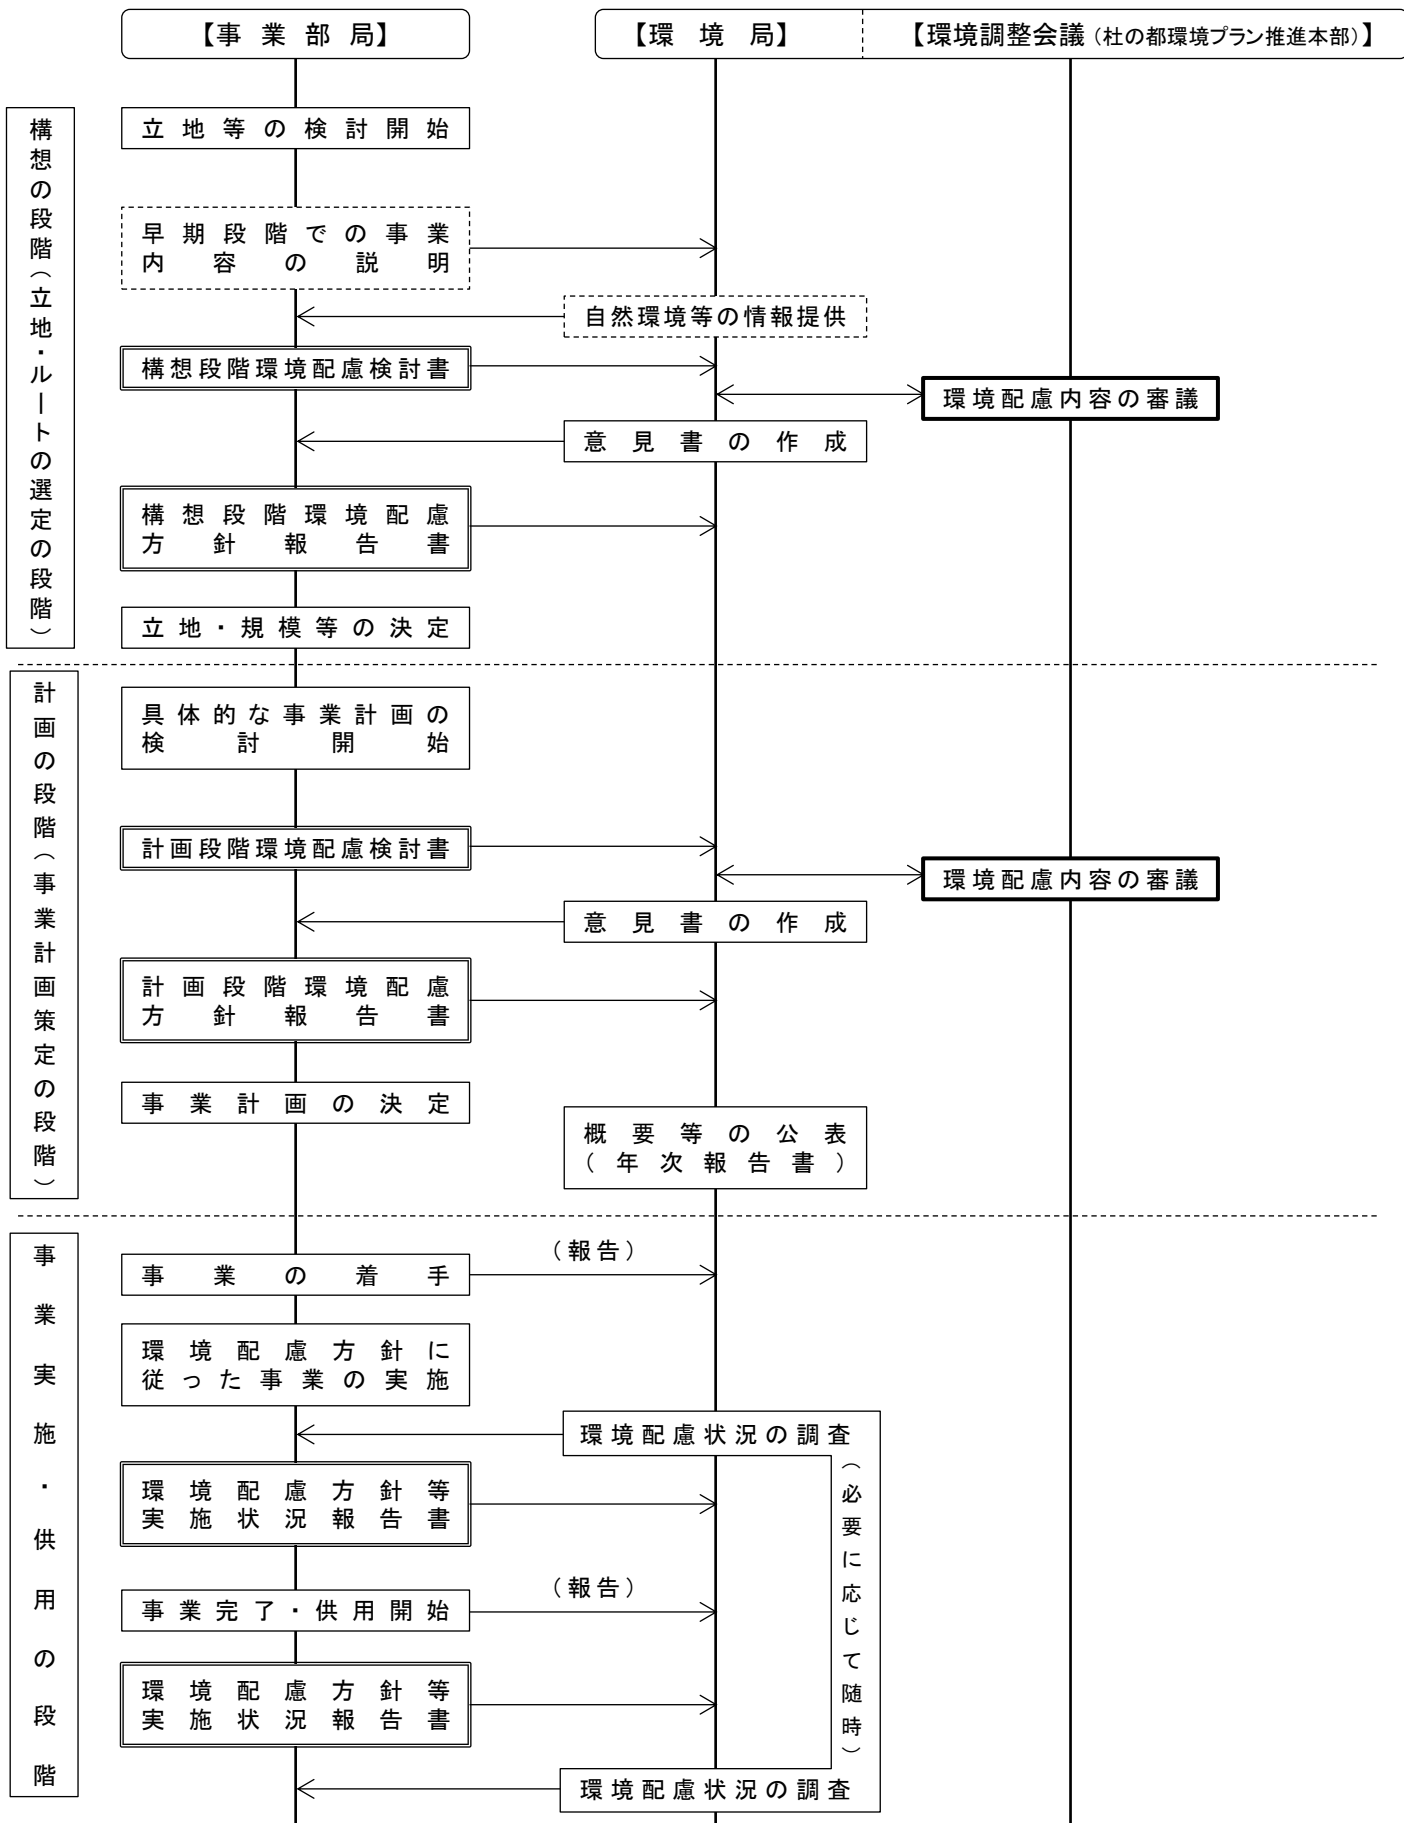 【事業部局】
【環境局】
【環境調整会議（杜の都環境プラン推進本部）】
構想の段階（立地・ルートの選定の段階）
立地等の検討開始
早期段階での事業
内容の説明
自然環境等の情報提供
構想段階環境配慮検討書
環境配慮内容の審議
意見書の作成
構想段階環境配慮
方針報告書
立地・規模等の決定
計画の段階（事業計画策定の段階）
具体的な事業計画の
検討開始
計画段階環境配慮検討書
環境配慮内容の審議
意見書の作成
計画段階環境配慮
方針報告書
事業計画の決定
概要等の公表
（年次報告書）
事業実施・供用の段階
（報告）
事業の着手
環境配慮方針に
従った事業の実施
環境配慮状況の調査
（必要に応じて随時）
環境配慮方針等
実施状況報告書
（報告）
事業完了・供用開始
環境配慮方針等
実施状況報告書
環境配慮状況の調査